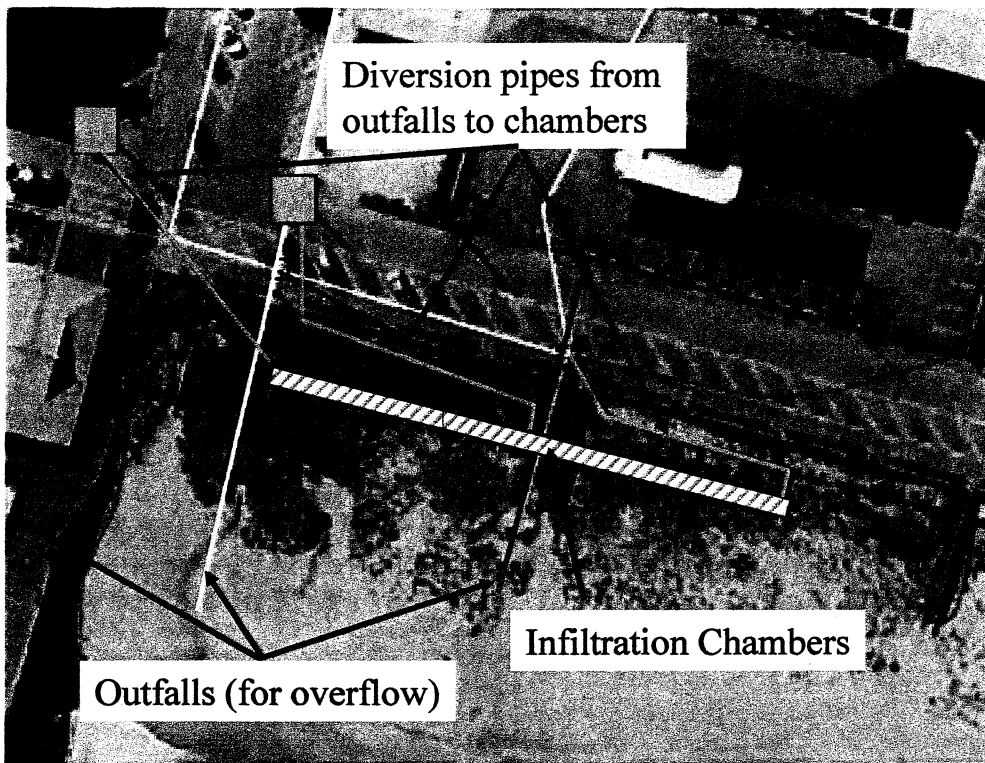 Diversion pipes from
outfalls to chambers
Infiltration Chambers
Outfalls (for overflow)